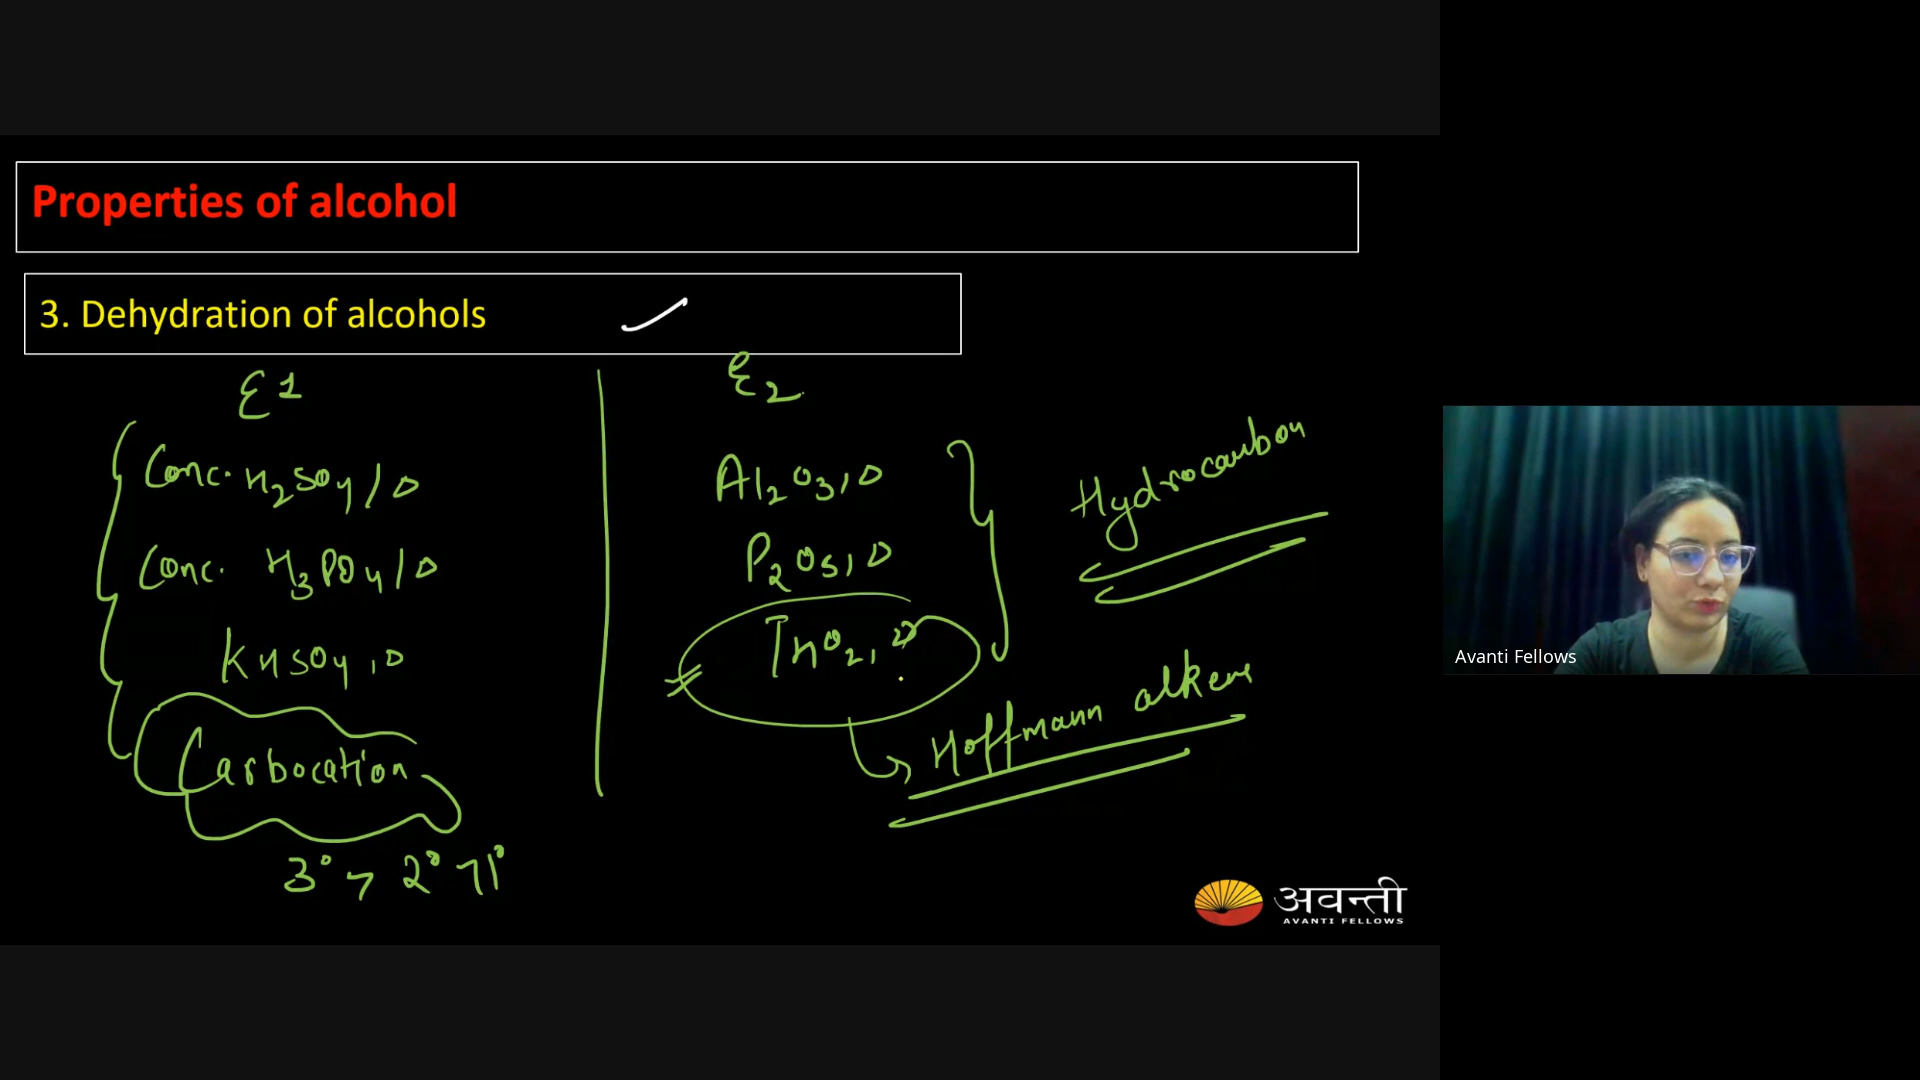 Properties of alcohol
3. Dehydration of alcohols
E1
Conc. H2SO4 / Δ
Conc. H3PO4 / Δ
KHSO4, Δ
Carbocation
3° > 2° > 1°
E2
Al2O3, Δ
P2O5, Δ
ThO2, Δ
Hydrocarbon
Hoffmann alkene
Avanti Fellows
अवन्ती
AVANTI FELLOWS